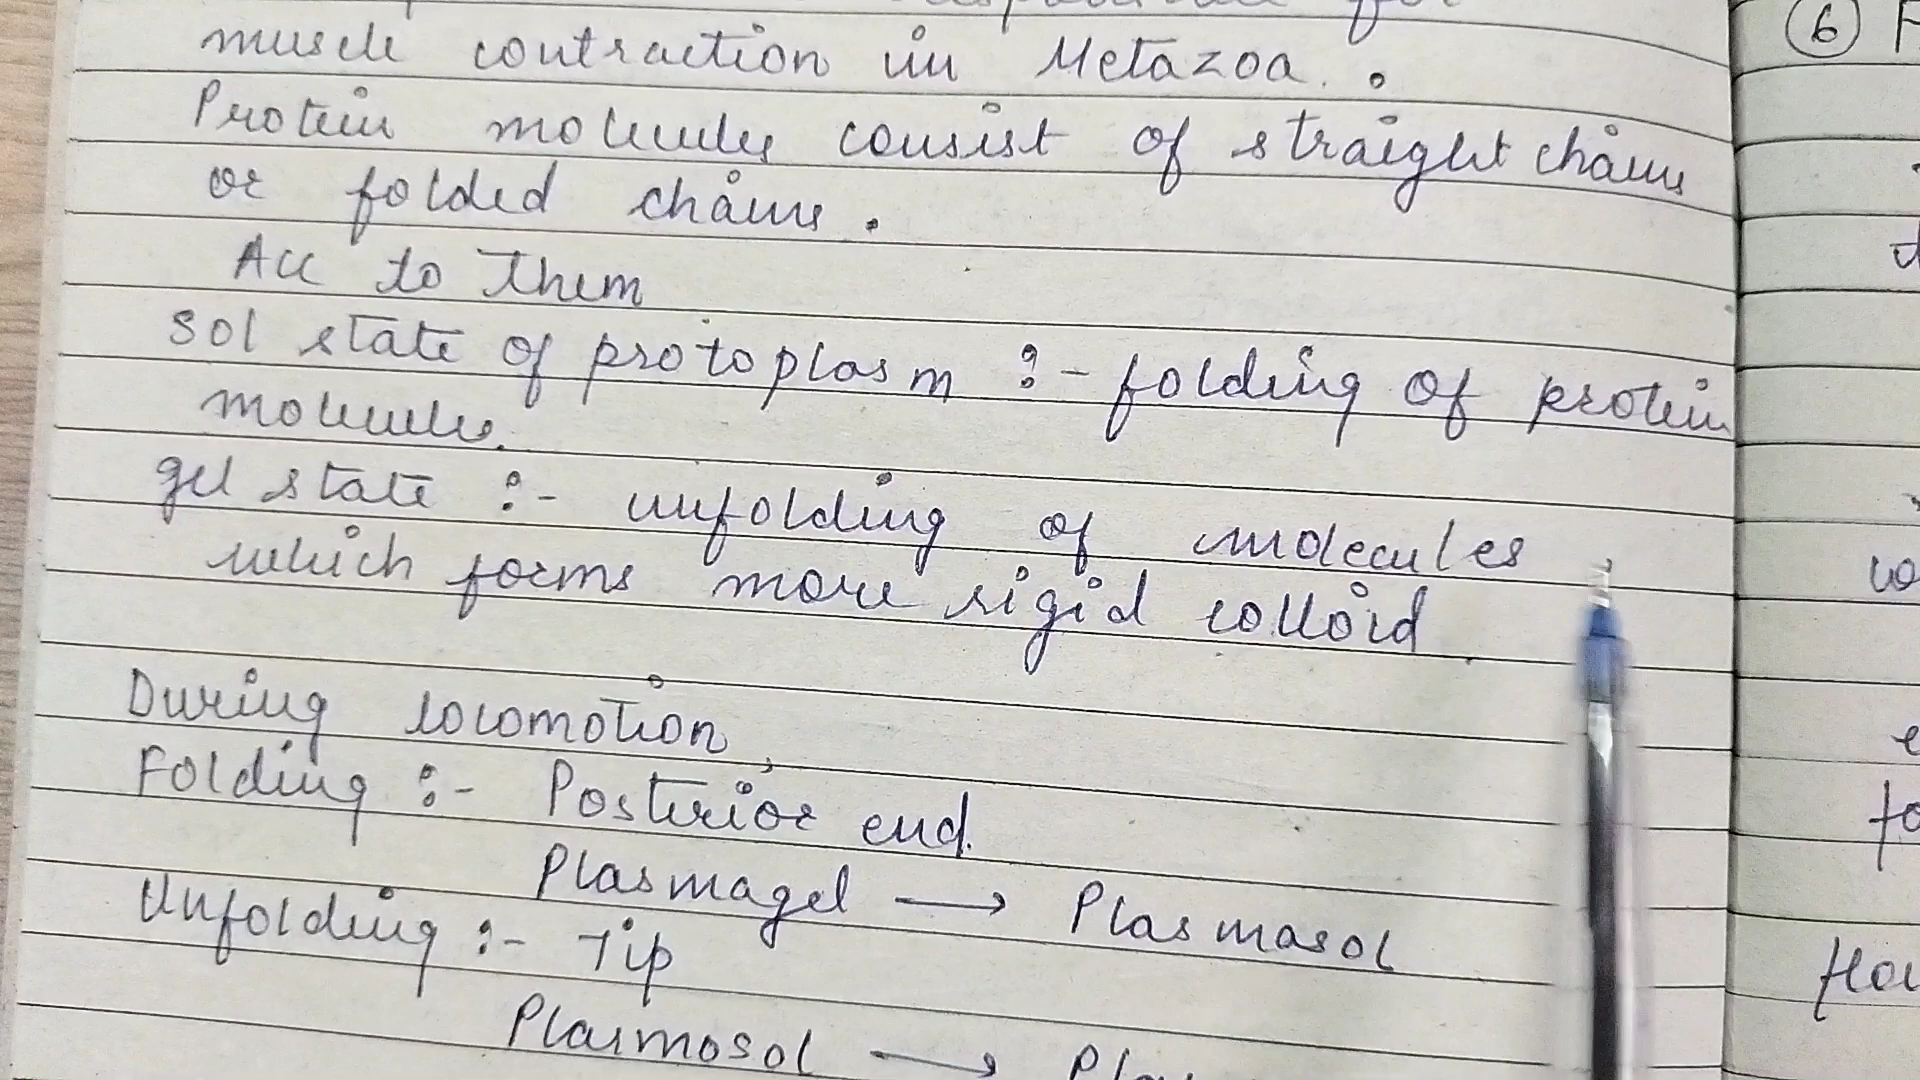 muscle contraction in Metazoa.
Protein molecules consist of straight chains
or folded chains.
Acc to them
sol state of protoplasm :- folding of protein
molecules.
gel state :- unfolding of molecules
which forms more rigid colloid
During locomotion,
Folding :- Posterior end.
Plasmagel → Plasmasol
Unfolding :- Tip
Plasmosol →
6